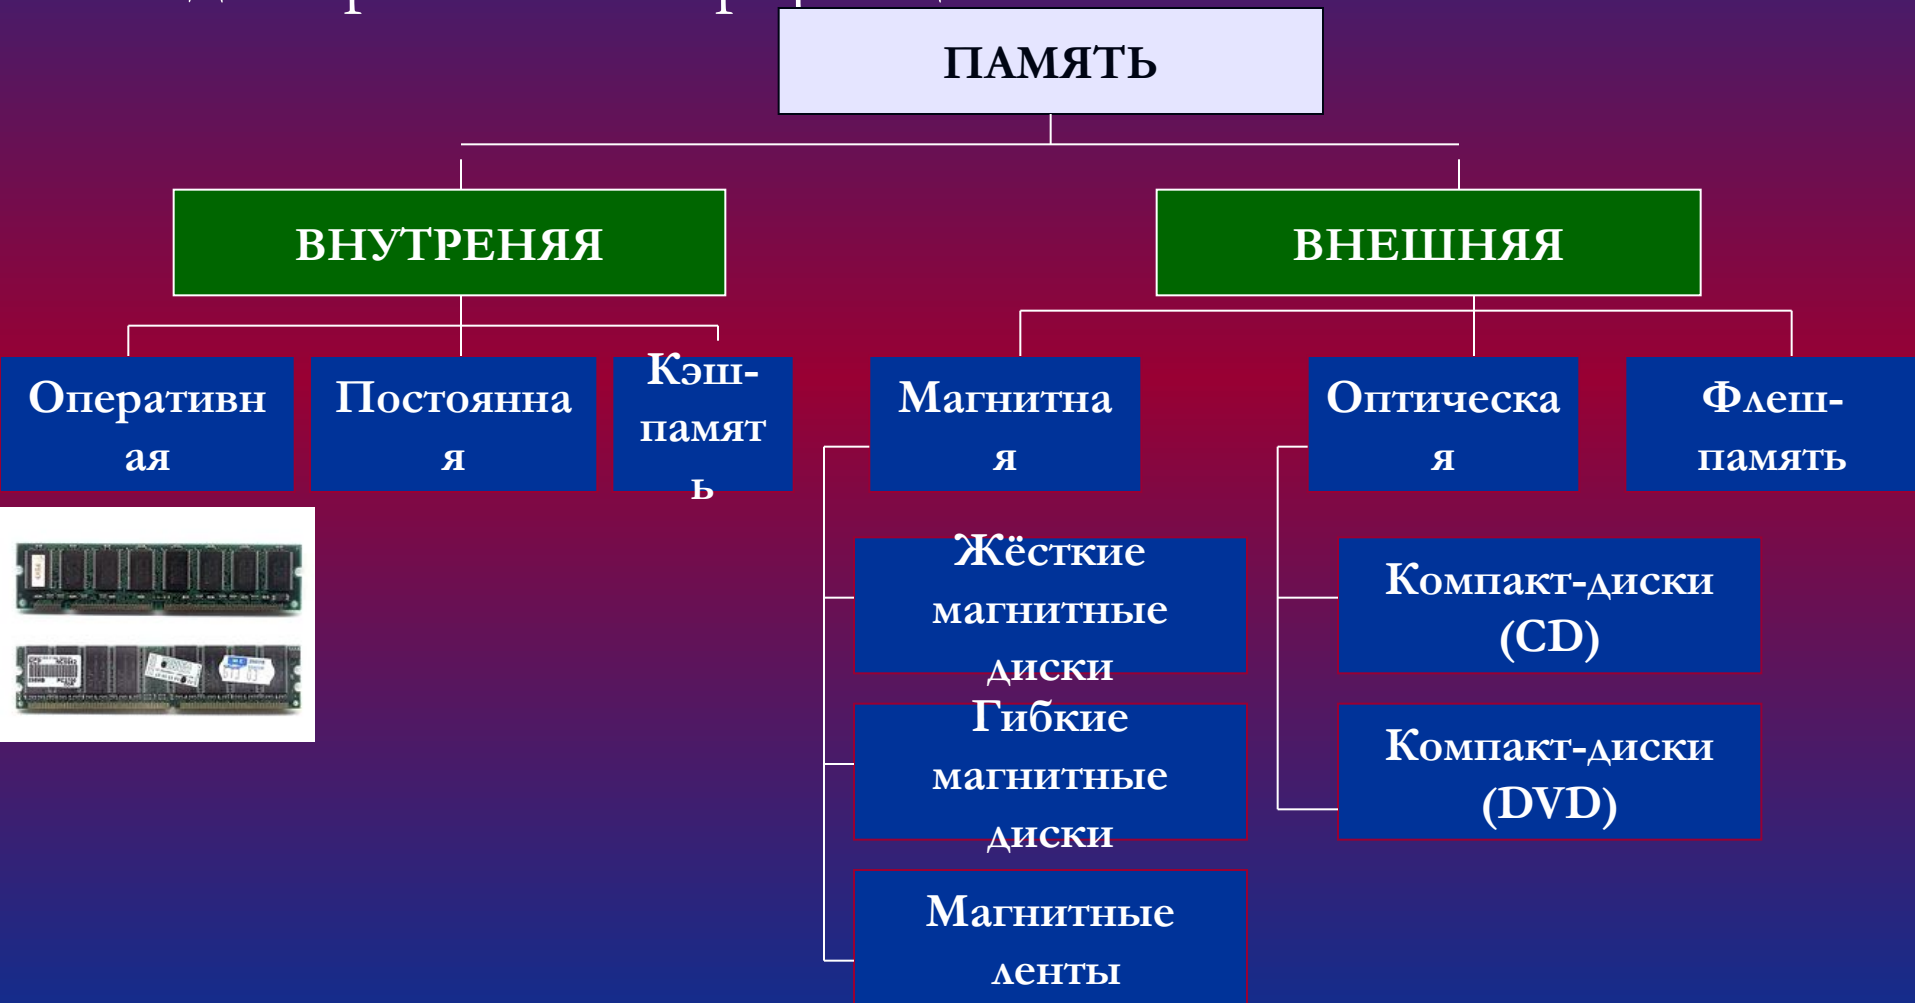 ПАМЯТЬ
ВНУТРЕНЯЯ
ВНЕШНЯЯ
Оперативн
ая
Постоянна
я
Кэш-
памят
ь
Магнитна
я
Оптическа
я
Флеш-
память
Жёсткие
магнитные
диски
Гибкие
магнитные
диски
Магнитные
ленты
Компакт-диски
(CD)
Компакт-диски
(DVD)